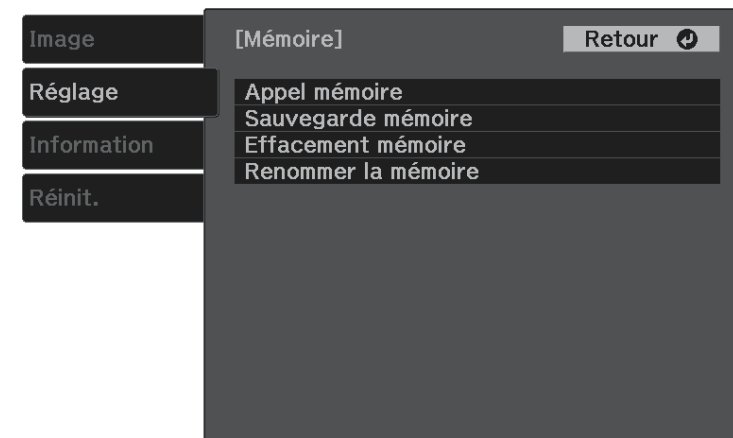 Image
Réglage
Information
Réinit.
[Mémoire]
Retour
Appel mémoire
Sauvegarde mémoire
Effacement mémoire
Renommer la mémoire